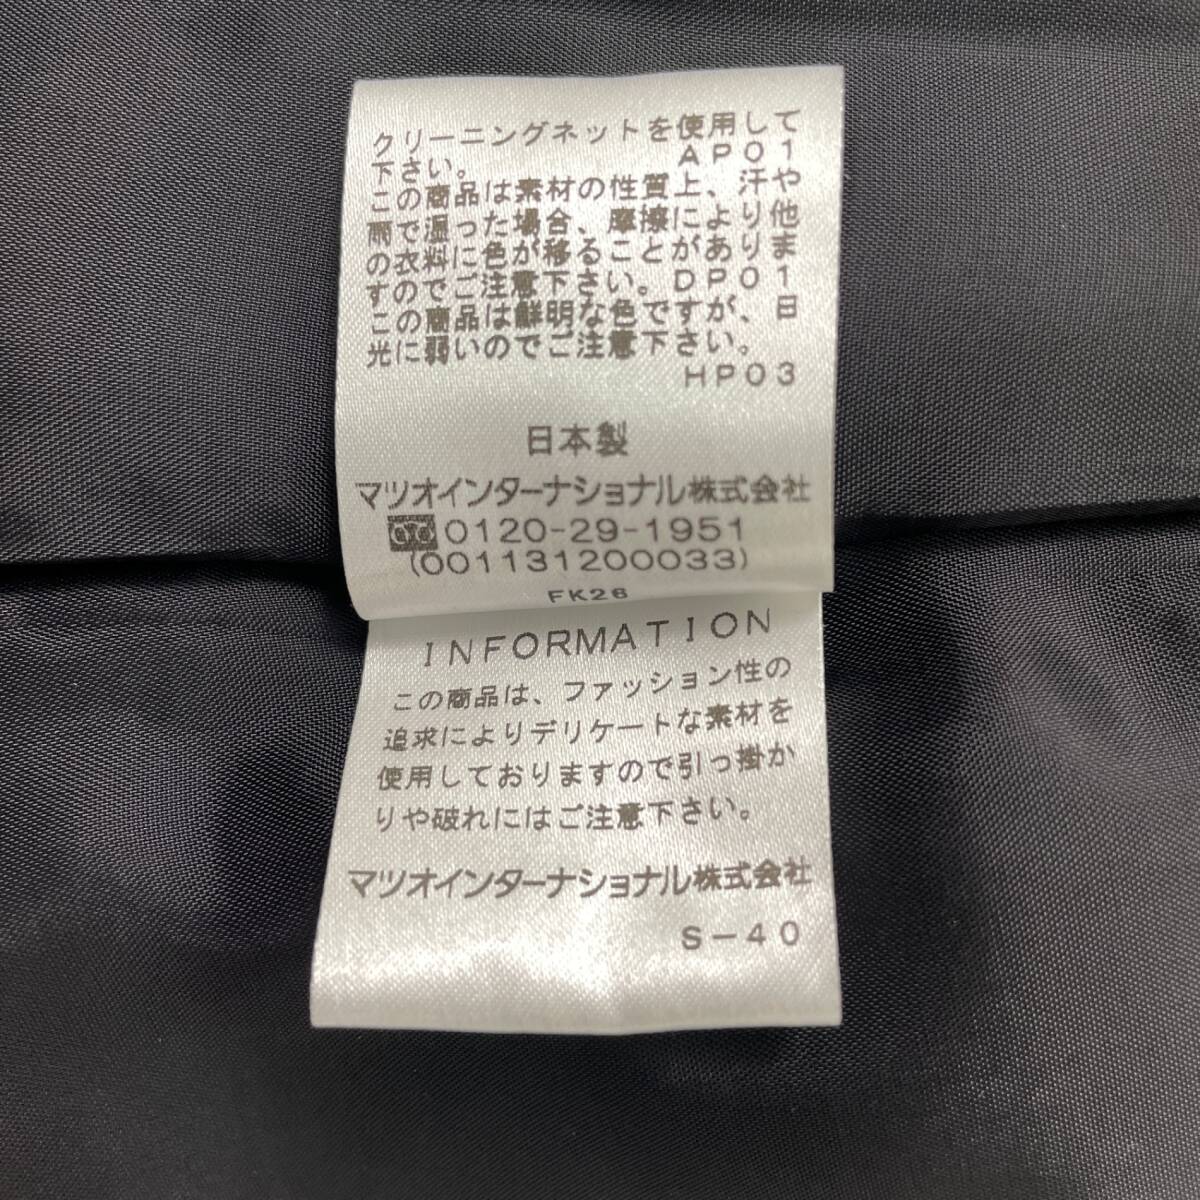 クリーニングネットを使用して
下さい。 AP01
この商品は素材の性質上、汗や
雨で湿った場合、摩擦により他
の衣料に色が移ることがありま
すのでご注意下さい。DP01
この商品は鮮明な色ですが、日
光に弱いのでご注意下さい。
HP03
日本製
マツオインターナショナル株式会社
0120-29-1951
(001131200033)
FK26
INFORMATION
この商品は、ファッション性の
追求によりデリケートな素材を
使用しておりますので引っ掛か
りや破れにはご注意下さい。
マツオインターナショナル株式会社
S-40